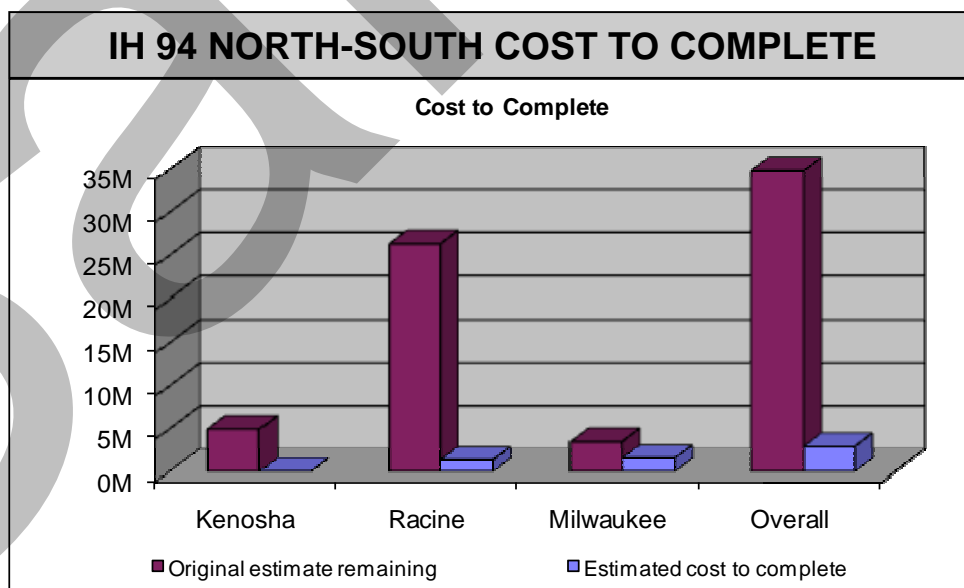 IH 94 NORTH-SOUTH COST TO COMPLETE
Cost to Complete
35M
30M
25M
20M
15M
10M
5M
0M
Kenosha Racine Milwaukee Overall
Original estimate remaining Estimated cost to complete